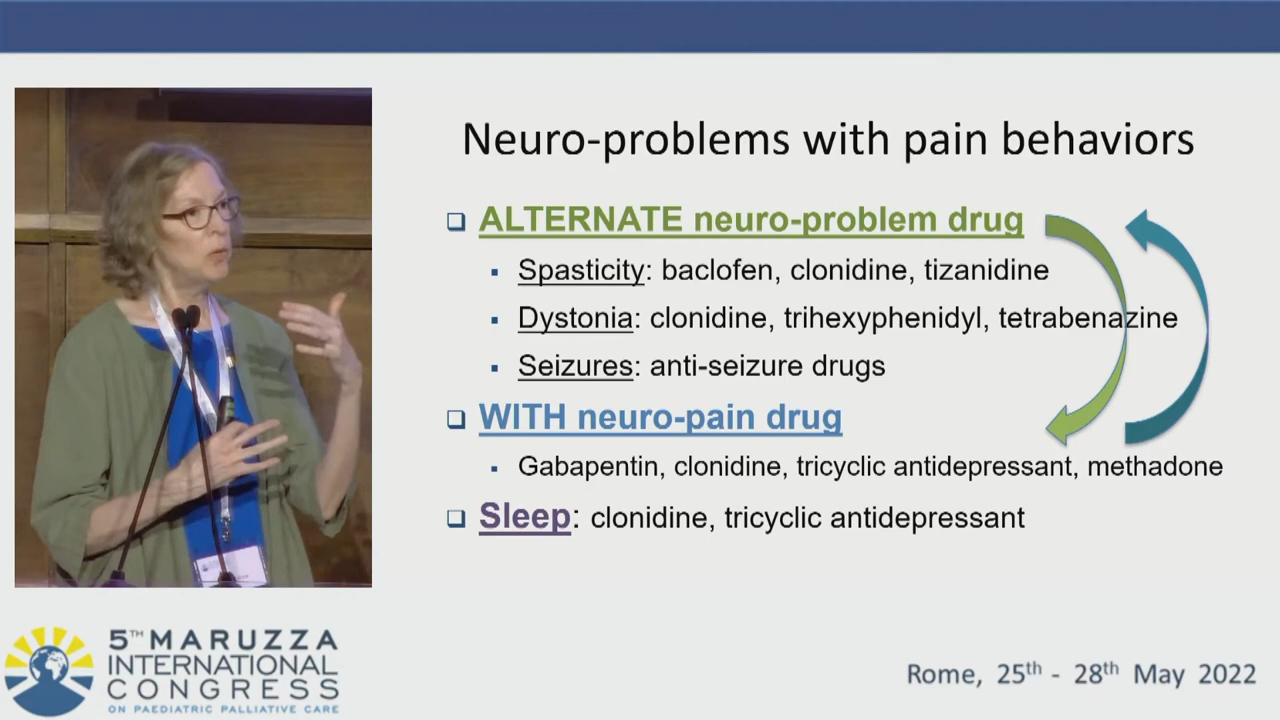 Neuro-problems with pain behaviors
ALTERNATE neuro-problem drug
Spasticity: baclofen, clonidine, tizanidine
Dystonia: clonidine, trihexyphenidyl, tetrabenazine
Seizures: anti-seizure drugs
WITH neuro-pain drug
Gabapentin, clonidine, tricyclic antidepressant, methadone
Sleep: clonidine, tricyclic antidepressant
5TH MARUZZA
INTERNATIONAL
CONGRESS
ON PAEDIATRIC PALLIATIVE CARE
Rome, 25th - 28th May 2022